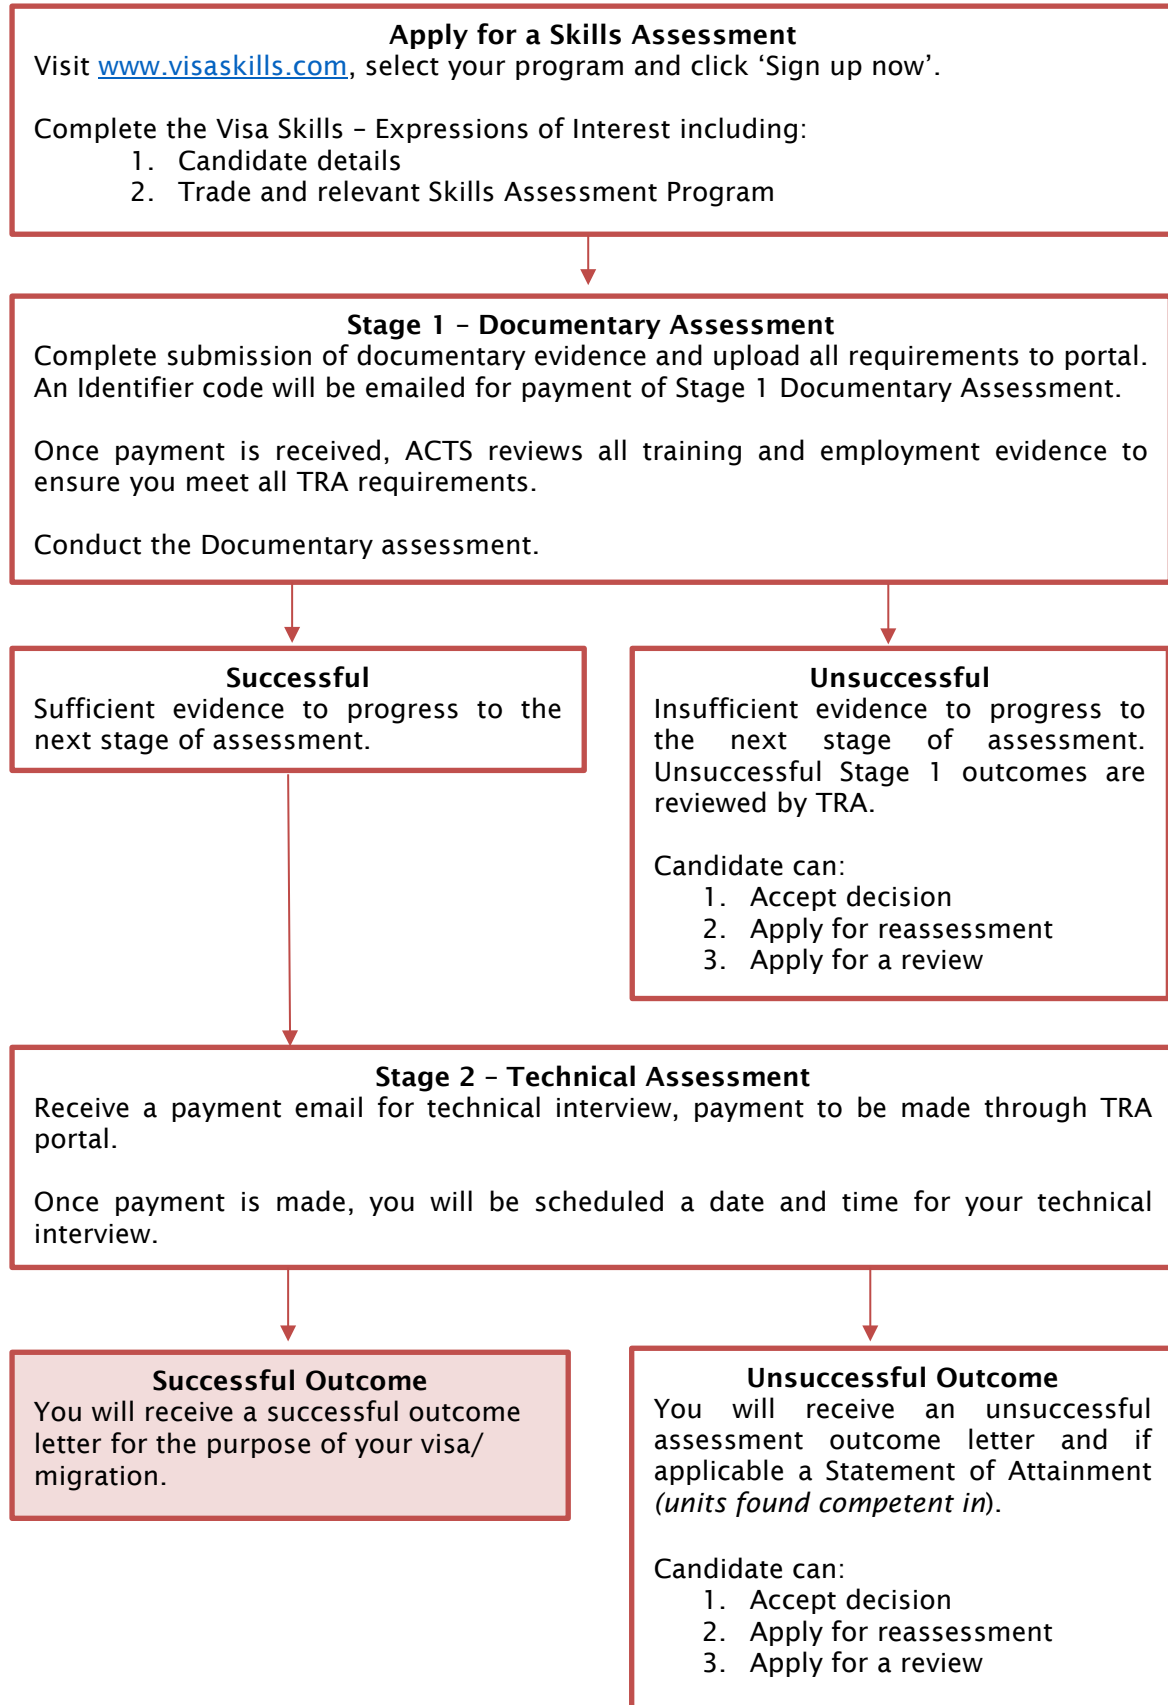 Apply for a Skills Assessment
Visit www.visaskills.com, select your program and click ‘Sign up now’.
Complete the Visa Skills – Expressions of Interest including:
1. Candidate details
2. Trade and relevant Skills Assessment Program
Stage 1 – Documentary Assessment
Complete submission of documentary evidence and upload all requirements to portal.
An Identifier code will be emailed for payment of Stage 1 Documentary Assessment.
Once payment is received, ACTS reviews all training and employment evidence to
ensure you meet all TRA requirements.
Conduct the Documentary assessment.
Successful
Sufficient evidence to progress to the
next stage of assessment.
Unsuccessful
Insufficient evidence to progress to
the next stage of assessment.
Unsuccessful Stage 1 outcomes are
reviewed by TRA.
Candidate can:
1. Accept decision
2. Apply for reassessment
3. Apply for a review
Stage 2 – Technical Assessment
Receive a payment email for technical interview, payment to be made through TRA
portal.
Once payment is made, you will be scheduled a date and time for your technical
interview.
Successful Outcome
You will receive a successful outcome
letter for the purpose of your visa/
migration.
Unsuccessful Outcome
You will receive an unsuccessful
assessment outcome letter and if
applicable a Statement of Attainment
(units found competent in).
Candidate can:
1. Accept decision
2. Apply for reassessment
3. Apply for a review